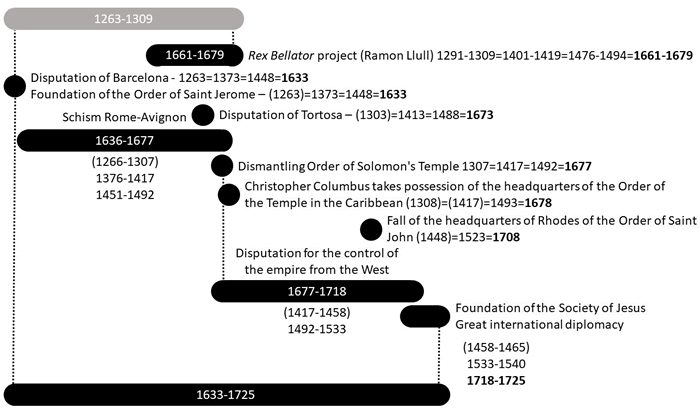 1263-1309
1661-1679
Rex Bellator project (Ramon Llull) 1291-1309=1401-1419=1476-1494=1661-1679
Disputation of Barcelona - 1263=1373=1448=1633
Foundation of the Order of Saint Jerome – (1263)=1373=1448=1633
Schism Rome-Avignon
Disputation of Tortosa – (1303)=1413=1488=1673
1636-1677
(1266-1307)
1376-1417
1451-1492
Dismantling Order of Solomon's Temple 1307=1417=1492=1677
Christopher Columbus takes possession of the headquarters of the Order of
the Temple in the Caribbean (1308)=(1417)=1493=1678
Fall of the headquarters of Rhodes of the Order of Saint
John (1448)=1523=1708
Disputation for the control of
the empire from the West
1677-1718
(1417-1458)
1492-1533
Foundation of the Society of Jesus
Great international diplomacy
(1458-1465)
1533-1540
1718-1725
1633-1725